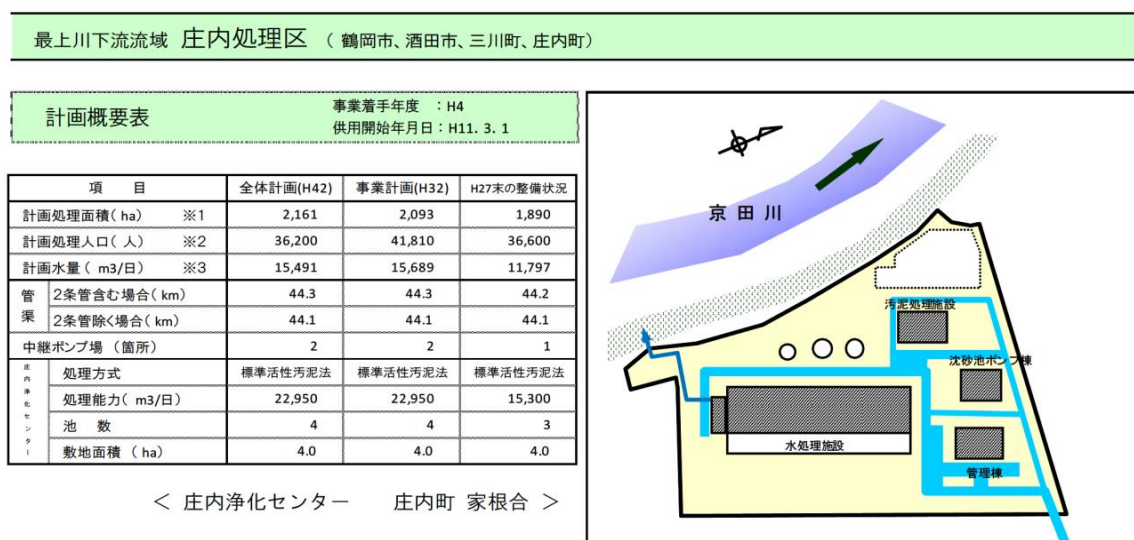 最上川下流流域 庄内処理区 （ 鶴岡市、酒田市、三川町、庄内町）
計画概要表
事業着手年度 ：H4
供用開始年月日：H11. 3. 1
項 目 全体計画(H42) 事業計画(H32) H27末の整備状況
計画処理面積( ha) ※1 2,161 2,093 1,890
計画処理人口( 人) ※2 36,200 41,810 36,600
計画水量( m3/日) ※3 15,491 15,689 11,797
管渠
2条管含む場合( km) 44.3 44.3 44.2
2条管除く場合( km) 44.1 44.1 44.1
中継ポンプ場 (箇所) 2 2 1
庄内浄化センター
処理方式 標準活性汚泥法 標準活性汚泥法 標準活性汚泥法
処理能力( m3/日) 22,950 22,950 15,300
池 数 4 4 3
敷地面積 ( ha) 4.0 4.0 4.0
＜ 庄内浄化センター 庄内町 家根合 ＞
京 田 川
汚泥処理施設
沈砂池ポンプ棟
水処理施設
管理棟